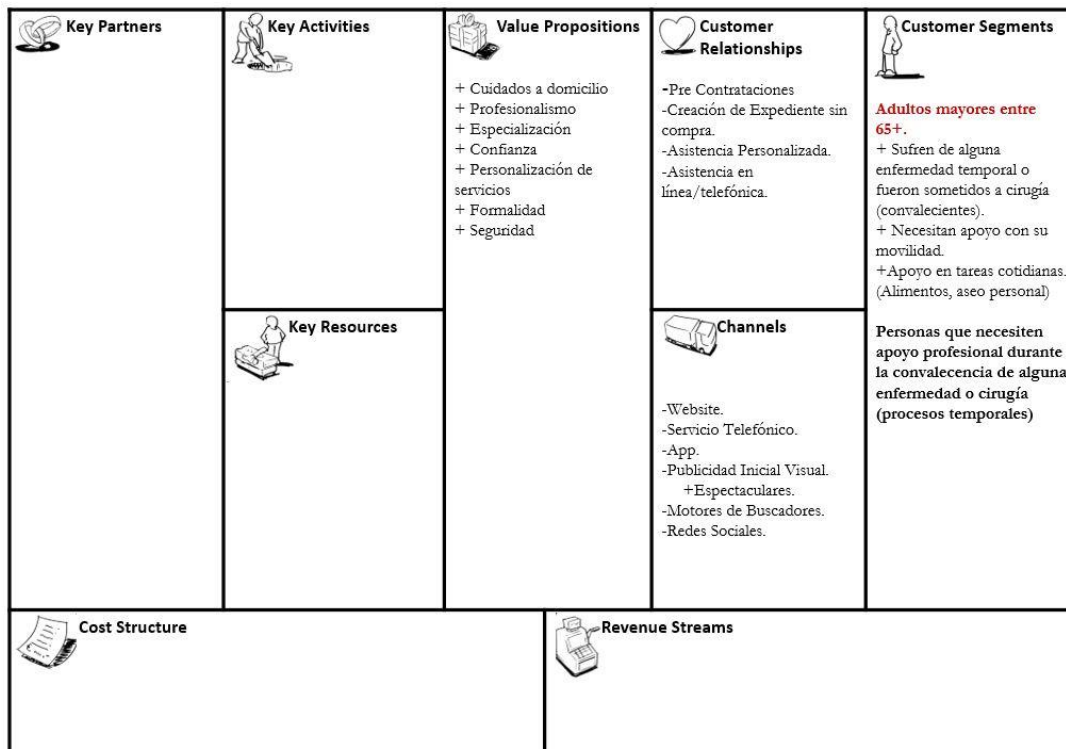 Key Partners
Key Activities
Value Propositions
+ Cuidados a domicilio
+ Profesionalismo
+ Especialización
+ Confianza
+ Personalización de
servicios
+ Formalidad
+ Seguridad
Customer
Relationships
-Pre Contrataciones
-Creación de Expediente sin
compra.
-Asistencia Personalizada.
-Asistencia en
línea/telefónica.
Customer Segments
Adultos mayores entre
65+.
+ Sufren de alguna
enfermedad temporal o
fueron sometidos a cirugía
(convalecientes).
+ Necesitan apoyo con su
movilidad.
+Apoyo en tareas cotidianas.
(Alimentos, aseo personal)
Personas que necesiten
apoyo profesional durante
la convalecencia de alguna
enfermedad o cirugía
(procesos temporales)
Key Resources
Channels
-Website.
-Servicio Telefónico.
-App.
-Publicidad Inicial Visual.
+Espectaculares.
-Motores de Buscadores.
-Redes Sociales.
Cost Structure
Revenue Streams